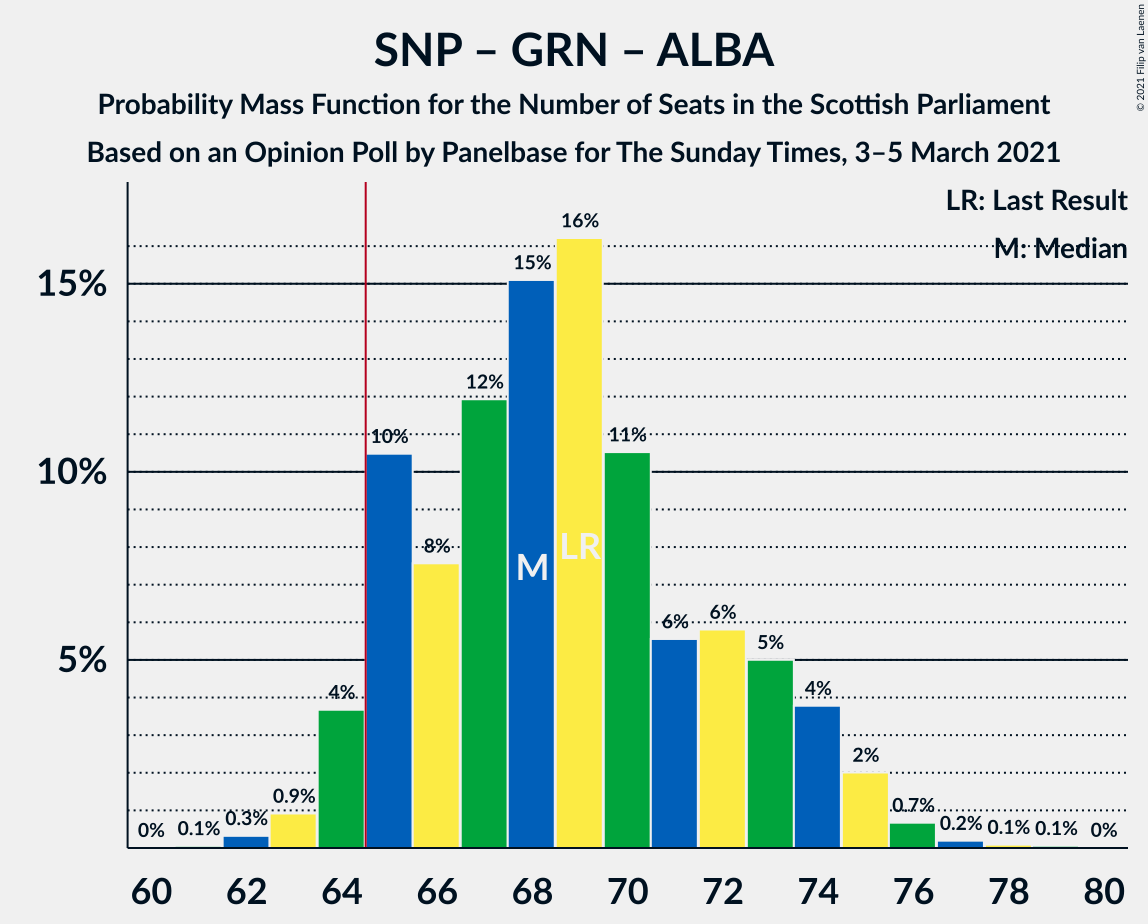 SNP – GRN – ALBA
Probability Mass Function for the Number of Seats in the Scottish Parliament
Based on an Opinion Poll by Panelbase for The Sunday Times, 3–5 March 2021
© 2021 Filip van Laenen
LR: Last Result
M: Median
15%
10%
5%
0%
0.1%
0.3%
0.9%
4%
10%
8%
12%
15%
16%
11%
6%
6%
5%
4%
2%
0.7%
0.2%
0.1%
0.1%
0%
M
LR
60 62 64 66 68 70 72 74 76 78 80